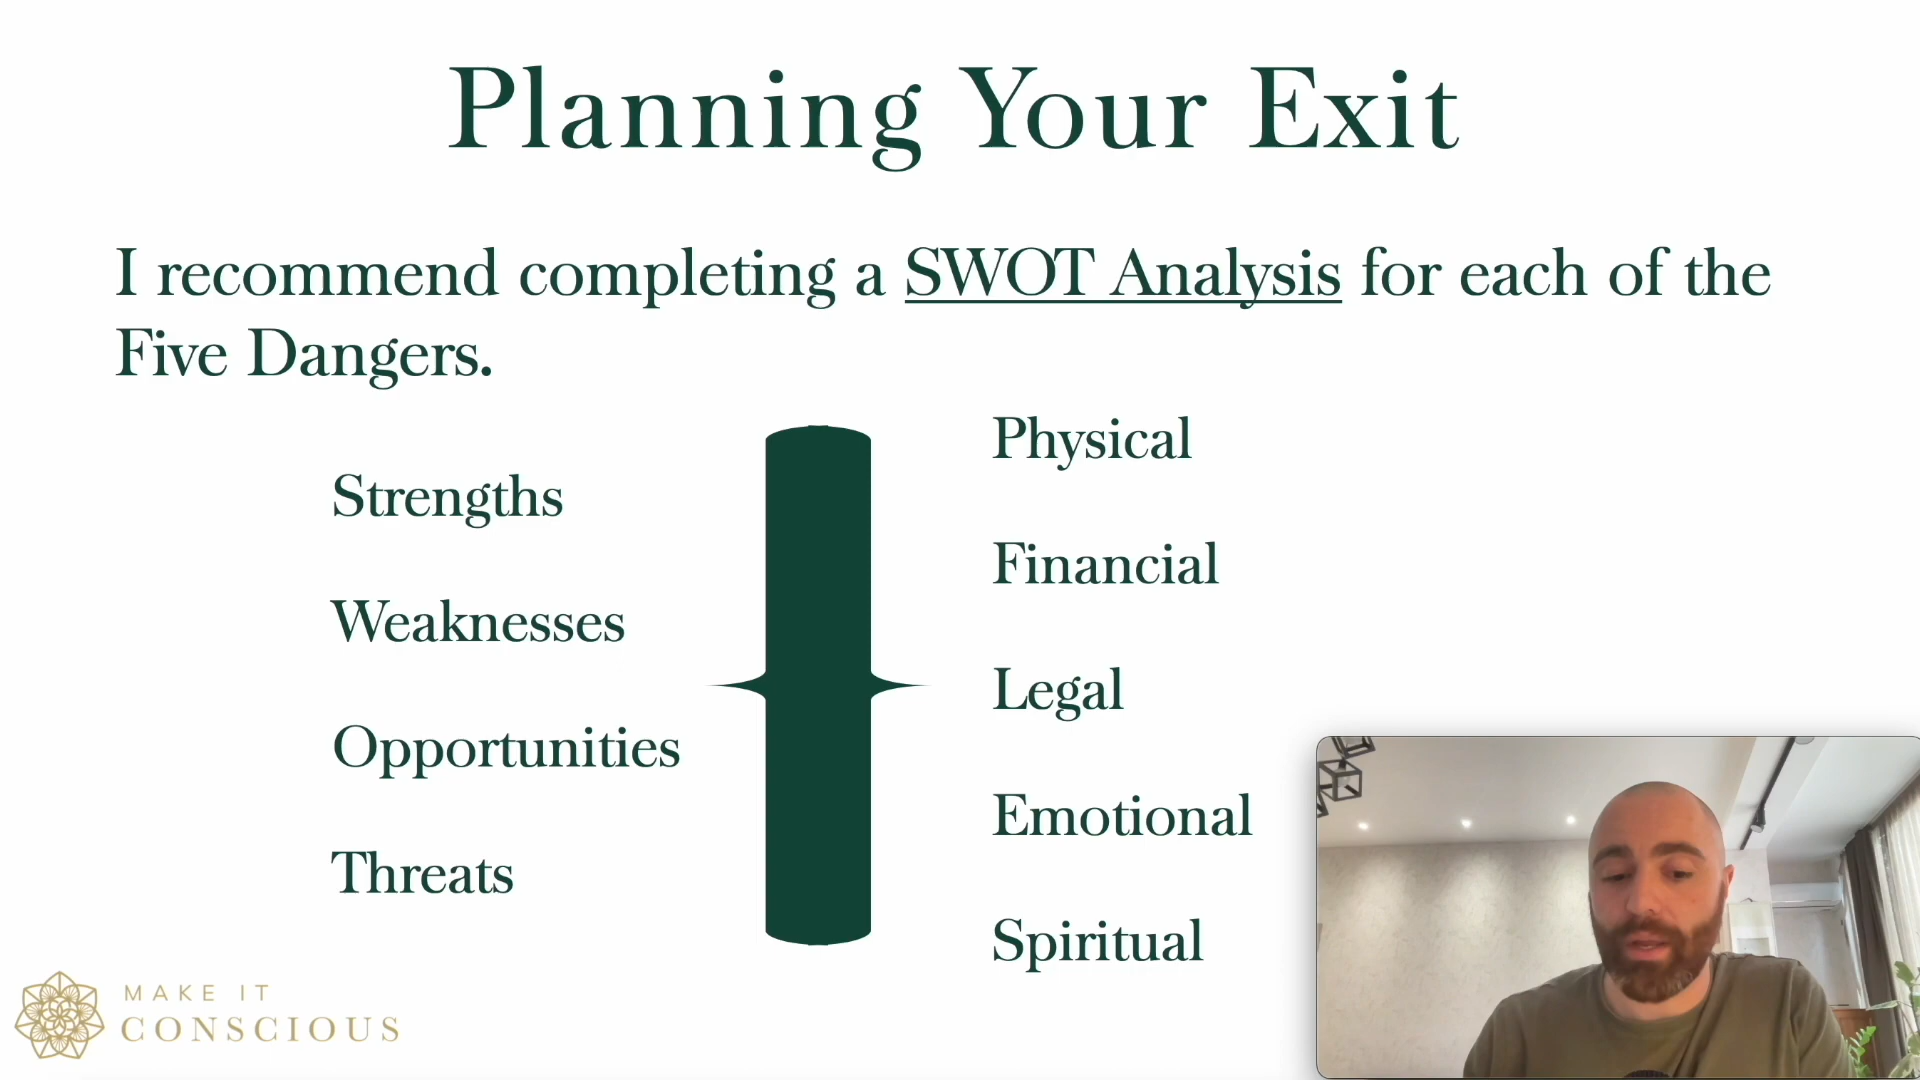 Planning Your Exit
I recommend completing a SWOT Analysis for each of the
Five Dangers.
Strengths
Weaknesses
Opportunities
Threats
Physical
Financial
Legal
Emotional
Spiritual
MAKE IT
CONSCIOUS